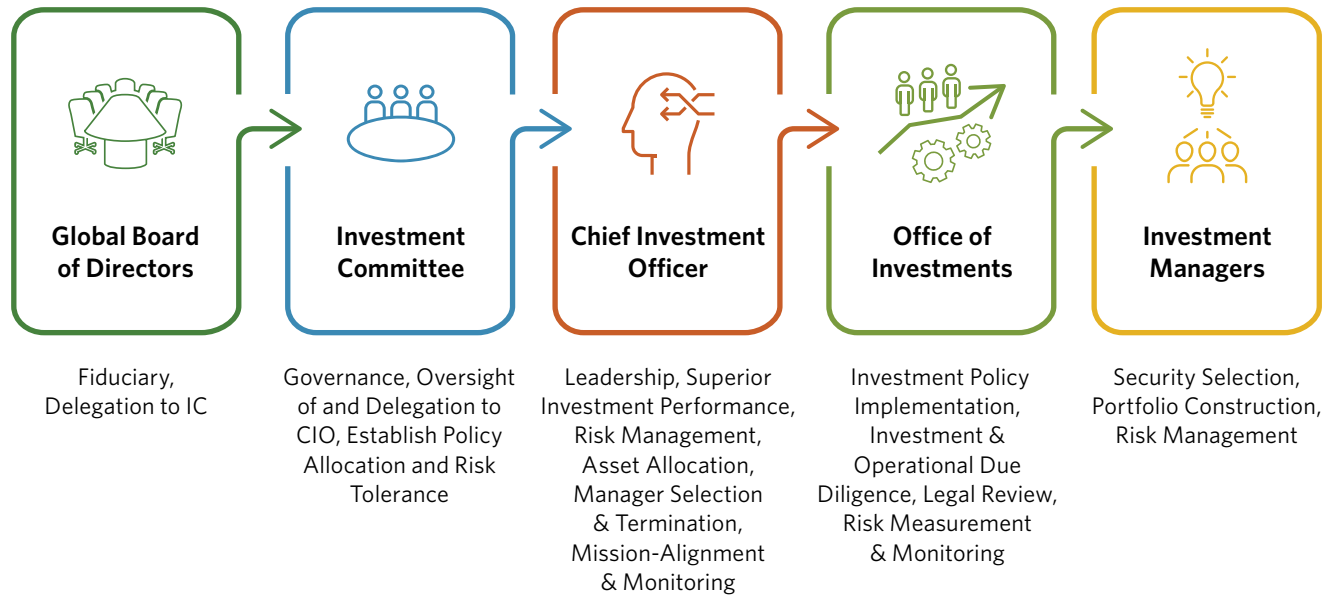 Global Board
of Directors
Fiduciary,
Delegation to IC
Investment
Committee
Governance, Oversight
of and Delegation to
CIO, Establish Policy
Allocation and Risk
Tolerance
Chief Investment
Officer
Leadership, Superior
Investment Performance,
Risk Management,
Asset Allocation,
Manager Selection
& Termination,
Mission-Alignment
& Monitoring
Office of
Investments
Investment Policy
Implementation,
Investment &
Operational Due
Diligence, Legal Review,
Risk Measurement
& Monitoring
Investment
Managers
Security Selection,
Portfolio Construction,
Risk Management